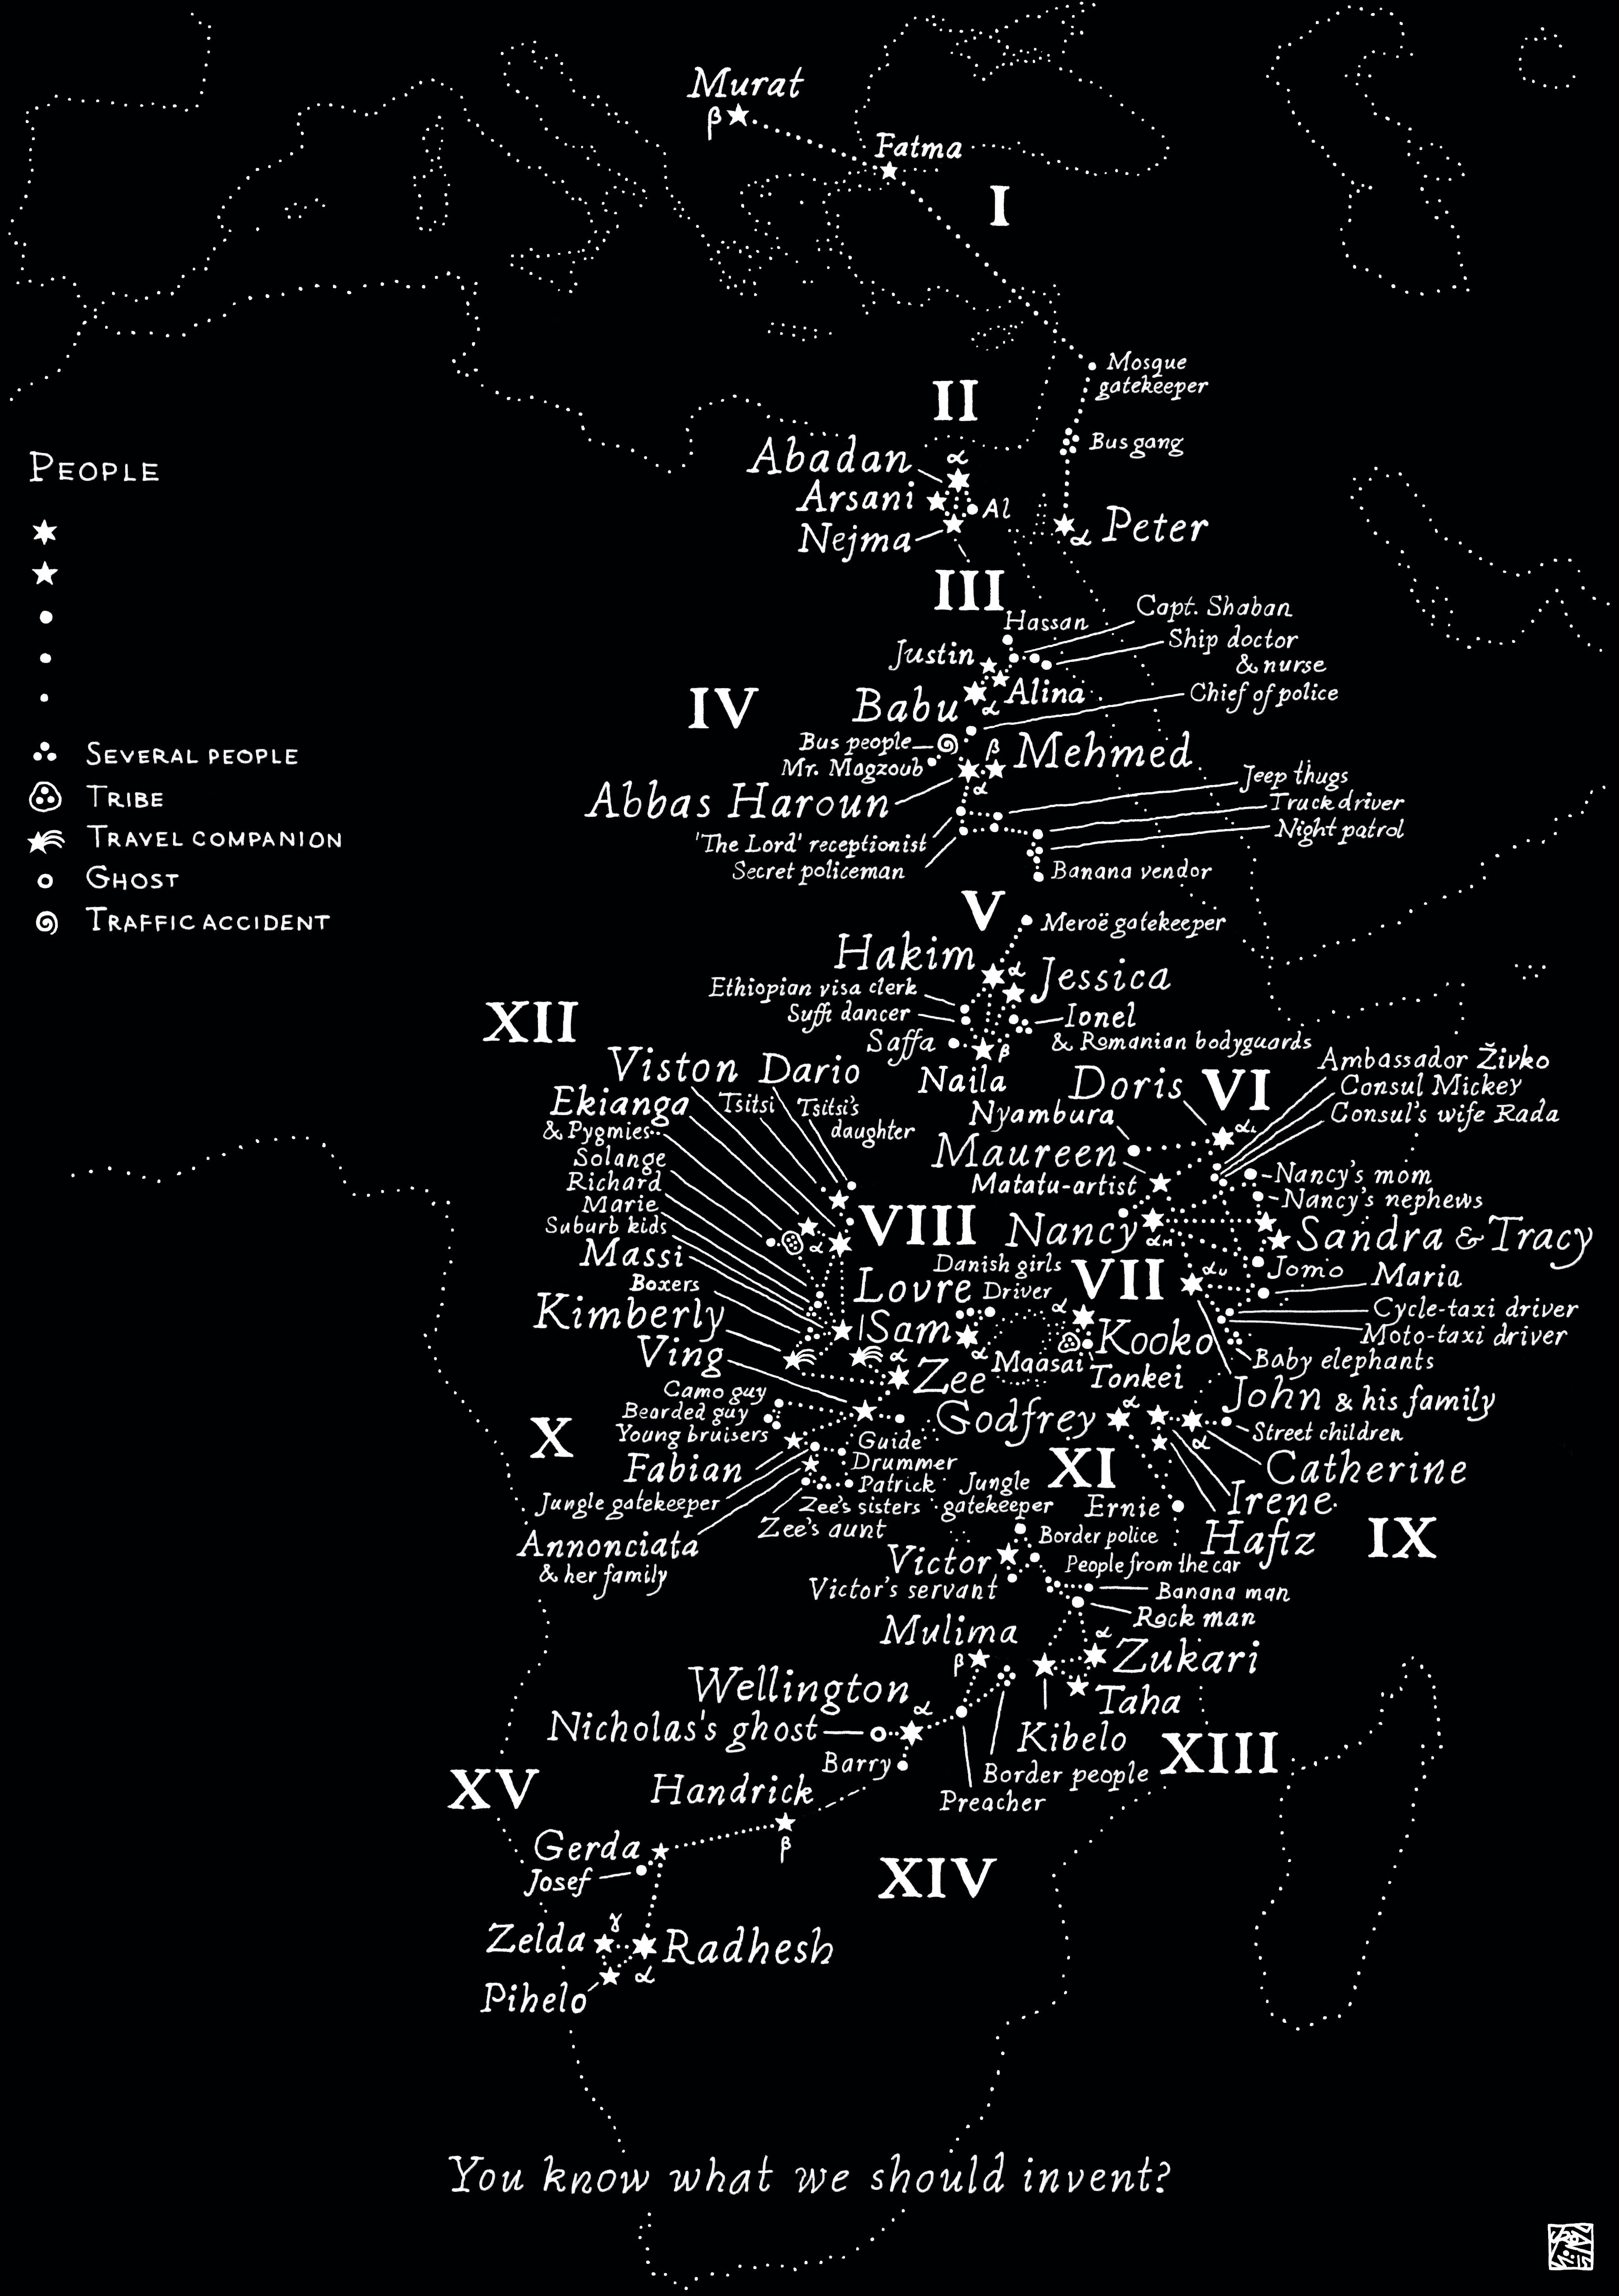 Murat
β
Fatma
I
Mosque
gatekeeper
II
Bus gang
Abadan
α
PEOPLE
Arsani
Al
Nejma
α Peter
III
Hassan
Capt. Shaban
Ship doctor
& nurse
Justin
Alina
Chief of police
IV
Babu
α
Bus people
β Mehmed
SEVERAL PEOPLE
Mr. Magzoub
α
Jeep thugs
TRIBE
Abbas Haroun
Truck driver
Night patrol
TRAVEL COMPANION
'The Lord' receptionist
Secret policeman
Banana vendor
GHOST
V
TRAFFIC ACCIDENT
Meroë gatekeeper
Hakim
α Jessica
Ethiopian visa clerk
Suffi dancer
Ionel
& Romanian bodyguards
XII
Saffa
β
Naila
Ambassador Živko
Viston
Dario
Doris
VI
Consul Mickey
Ekianga
Tsitsi
Tsitsi's
daughter
Nyambura
Consul's wife Rada
& Pygmies
Solange
Maureen
Richard
Matatu-artist
Nancy's mom
Marie
Nancy's nephews
Suburb kids
VIII
Nancy
Sandra & Tracy
Massi
α
Danish girls
VII
Jomo
Maria
Boxers
Lovre
Driver
α
Cycle-taxi driver
Kimberly
Sam
Kooko
Moto-taxi driver
Ving
α
Zee
α
Maasai
Tonkei
Baby elephants
Camo guy
John & his family
Bearded guy
Godfrey
α
Street children
X
Young bruisers
Guide
α
Fabian
Drummer
XI
Catherine
Jungle gatekeeper
Patrick
Jungle
gatekeeper
Irene
Zee's sisters
Ernie
Zee's aunt
Hafiz
IX
Annonciata
& her family
Border police
Victor
People from the car
Victor's servant
Banana man
Rock man
Mulima
β
α
Zukari
Wellington
α
Taha
Nicholas's ghost
Kibelo
XIII
Barry
Border people
Preacher
XV
Handrick
β
Gerda
Josef
XIV
γ
Zelda
Radhesh
α
Pihelo
You know what we should invent?